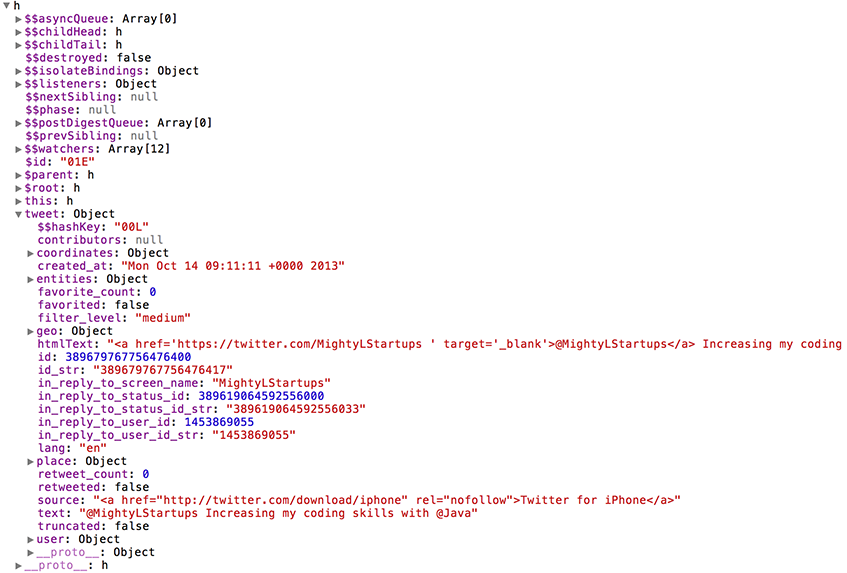 h
$$asyncQueue: Array[0]
$$childHead: h
$$childTail: h
$$destroyed: false
$$isolateBindings: Object
$$listeners: Object
$$nextSibling: null
$$phase: null
$$postDigestQueue: Array[0]
$$prevSibling: null
$$watchers: Array[12]
$id: "01E"
$parent: h
$root: h
this: h
tweet: Object
$$hashKey: "00L"
contributors: null
coordinates: Object
created_at: "Mon Oct 14 09:11:11 +0000 2013"
entities: Object
favorite_count: 0
favorited: false
filter_level: "medium"
geo: Object
htmlText: "<a href='https://twitter.com/MightyLStartups ' target='_blank'>@MightyLStartups</a> Increasing my coding
id: 389679767756476400
id_str: "389679767756476417"
in_reply_to_screen_name: "MightyLStartups"
in_reply_to_status_id: 389619064592556000
in_reply_to_status_id_str: "389619064592556033"
in_reply_to_user_id: 1453869055
in_reply_to_user_id_str: "1453869055"
lang: "en"
place: Object
retweet_count: 0
retweeted: false
source: "<a href="http://twitter.com/download/iphone" rel="nofollow">Twitter for iPhone</a>"
text: "@MightyLStartups Increasing my coding skills with @Java"
truncated: false
user: Object
__proto__: Object
__proto__: h